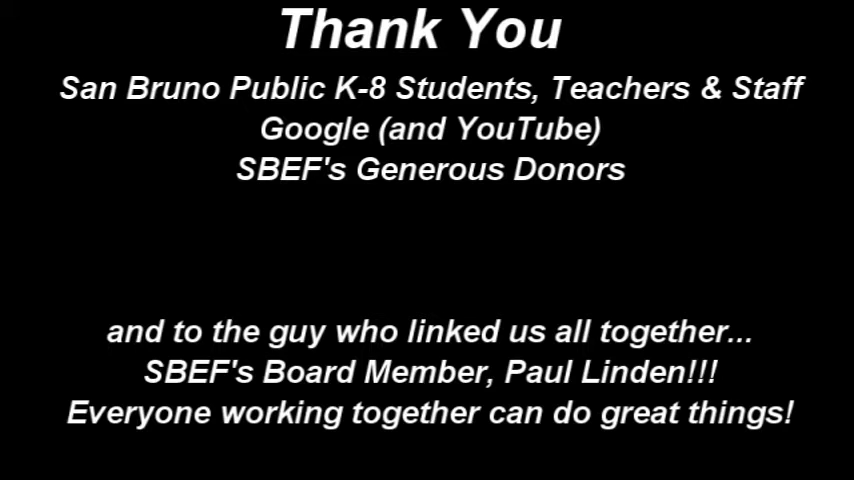 Thank You
San Bruno Public K-8 Students, Teachers & Staff
Google (and YouTube)
SBEF's Generous Donors
and to the guy who linked us all together...
SBEF's Board Member, Paul Linden!!!
Everyone working together can do great things!